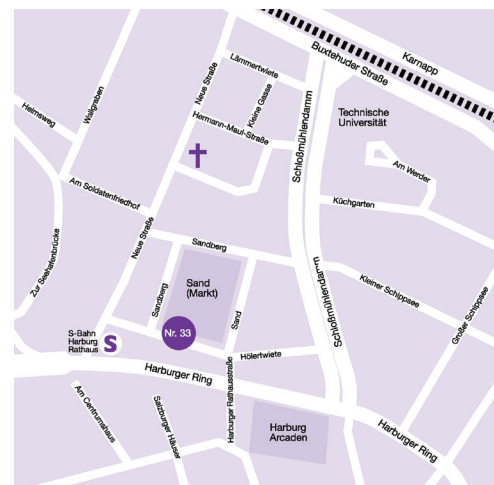 Karnapp
Buxtehuder Straße
Lämmertwiete
Neue Straße
Kleine Gasse
Wallgraben
Heimsweg
Hermann-Maul-Straße
Schloßmühlendamm
Technische
Universität
Am Werder
Am Soldatenfriedhof
Küchgarten
Neue Straße
Zur Seehafenbrücke
Sandberg
Kleiner Schippsee
Sand
(Markt)
Sandberg
Sand
Schloßmühlendamm
Großer Schippsee
S-Bahn
Harburg
Rathaus
S
Nr. 33
Hölertwiete
Harburger Ring
Harburger Rathausstraße
Am Centrumshaus
Salzburger Häuser
Harburg
Arcaden
Harburger Ring